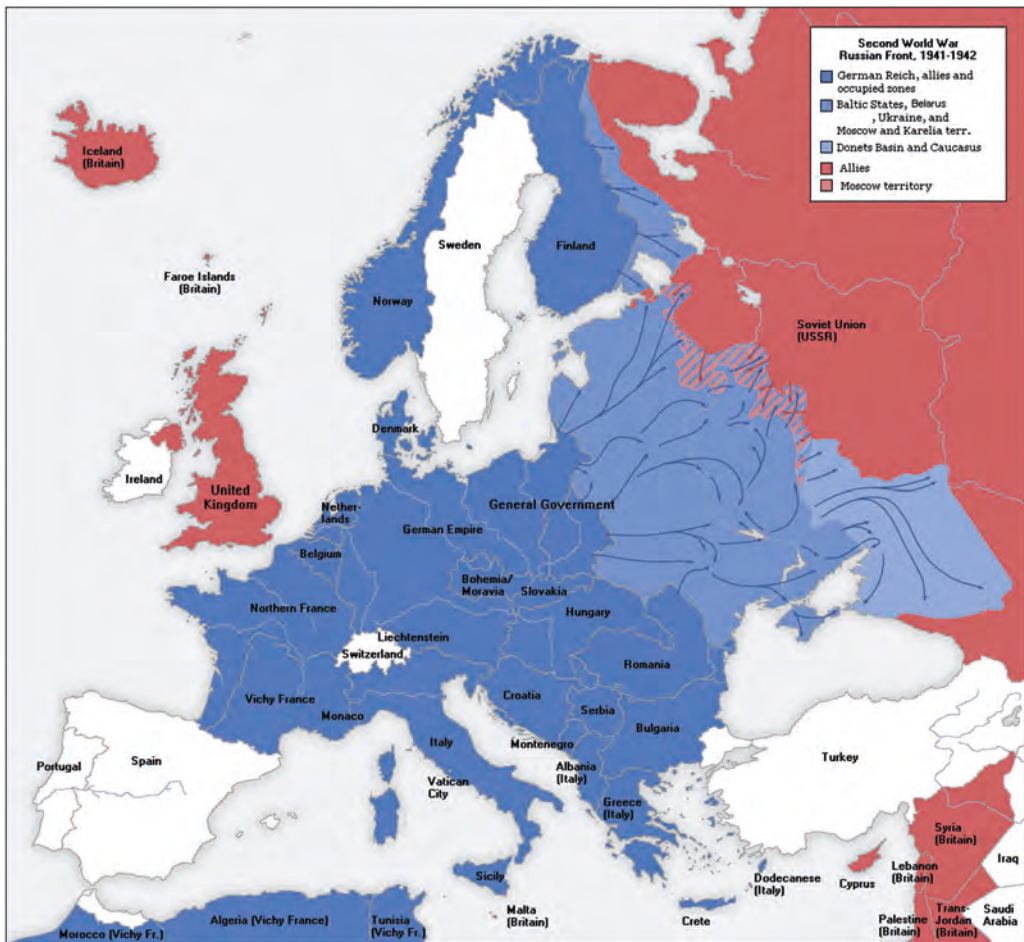 Second World War
Russian Front, 1941-1942
German Reich, allies and
occupied zones
Baltic States, Belarus
, Ukraine, and
Moscow and Karelia terr.
Donets Basin and Caucasus
Allies
Moscow territory
Iceland
(Britain)
Faroe Islands
(Britain)
Sweden
Finland
Norway
Soviet Union
(USSR)
Denmark
Ireland
United
Kingdom
Nether-
lands
General Government
German Empire
Belgium
Bohemia/
Moravia
Slovakia
Northern France
Hungary
Liechtenstein
Switzerland
Romania
Croatia
Vichy France
Serbia
Monaco
Bulgaria
Italy
Montenegro
Portugal
Spain
Turkey
Albania
(Italy)
Vatican
City
Greece
(Italy)
Syria
(Britain)
Sicily
Dodecanese
(Italy)
Cyprus
Lebanon
(Britain)
Iraq
Malta
(Britain)
Crete
Palestine
(Britain)
Trans-
Jordan
(Britain)
Saudi
Arabia
Morocco (Vichy Fr.)
Algeria (Vichy France)
Tunisia
(Vichy Fr.)